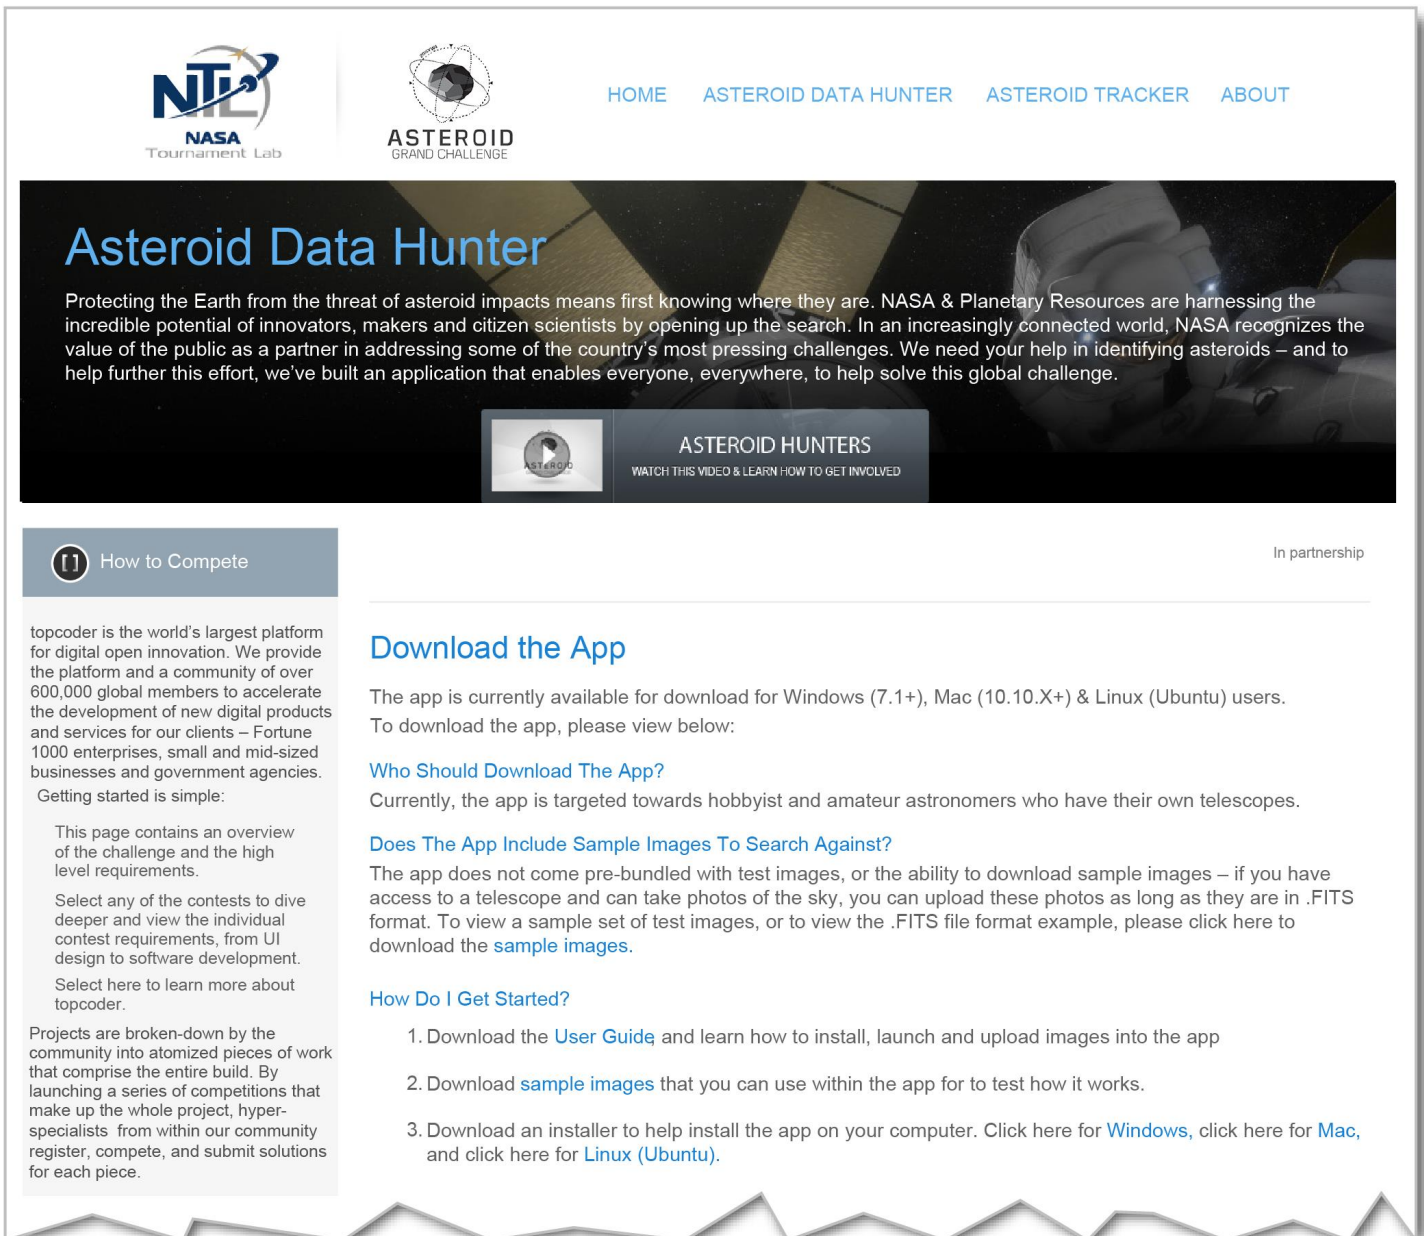 NTL
NASA
Tournament Lab
ASTEROID
GRAND CHALLENGE
HOME ASTEROID DATA HUNTER ASTEROID TRACKER ABOUT
Asteroid Data Hunter
Protecting the Earth from the threat of asteroid impacts means first knowing where they are. NASA & Planetary Resources are harnessing the
incredible potential of innovators, makers and citizen scientists by opening up the search. In an increasingly connected world, NASA recognizes the
value of the public as a partner in addressing some of the country's most pressing challenges. We need your help in identifying asteroids – and to
help further this effort, we've built an application that enables everyone, everywhere, to help solve this global challenge.
ASTEROID
ASTEROID HUNTERS
WATCH THIS VIDEO & LEARN HOW TO GET INVOLVED
[ ] How to Compete
topcoder is the world's largest platform
for digital open innovation. We provide
the platform and a community of over
600,000 global members to accelerate
the development of new digital products
and services for our clients – Fortune
1000 enterprises, small and mid-sized
businesses and government agencies.
Getting started is simple:
This page contains an overview
of the challenge and the high
level requirements.
Select any of the contests to dive
deeper and view the individual
contest requirements, from UI
design to software development.
Select here to learn more about
topcoder.
Projects are broken-down by the
community into atomized pieces of work
that comprise the entire build. By
launching a series of competitions that
make up the whole project, hyper-
specialists from within our community
register, compete, and submit solutions
for each piece.
In partnership
Download the App
The app is currently available for download for Windows (7.1+), Mac (10.10.X+) & Linux (Ubuntu) users.
To download the app, please view below:
Who Should Download The App?
Currently, the app is targeted towards hobbyist and amateur astronomers who have their own telescopes.
Does The App Include Sample Images To Search Against?
The app does not come pre-bundled with test images, or the ability to download sample images – if you have
access to a telescope and can take photos of the sky, you can upload these photos as long as they are in .FITS
format. To view a sample set of test images, or to view the .FITS file format example, please click here to
download the sample images.
How Do I Get Started?
1. Download the User Guide, and learn how to install, launch and upload images into the app
2. Download sample images that you can use within the app for to test how it works.
3. Download an installer to help install the app on your computer. Click here for Windows, click here for Mac,
and click here for Linux (Ubuntu).